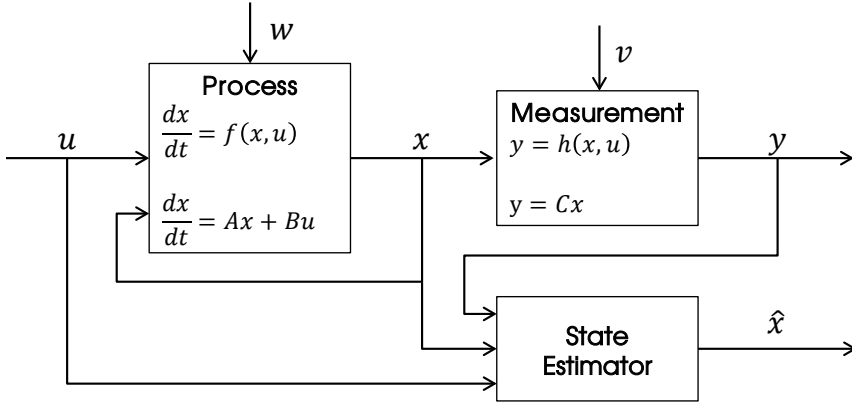 w
v
Process
dx/dt = f(x,u)
dx/dt = Ax + Bu
u
x
Measurement
y = h(x,u)
y = Cx
y
State
Estimator
x̂